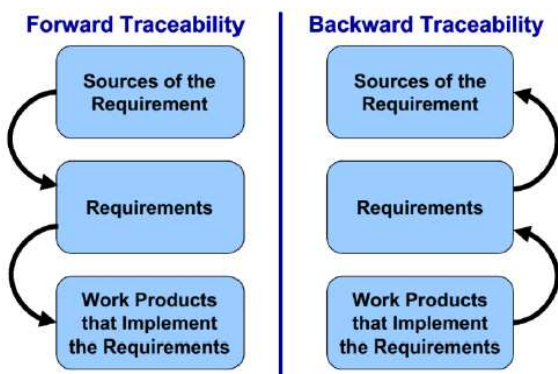 Forward Traceability
Sources of the
Requirement
Requirements
Work Products
that Implement
the Requirements
Backward Traceability
Sources of the
Requirement
Requirements
Work Products
that Implement
the Requirements